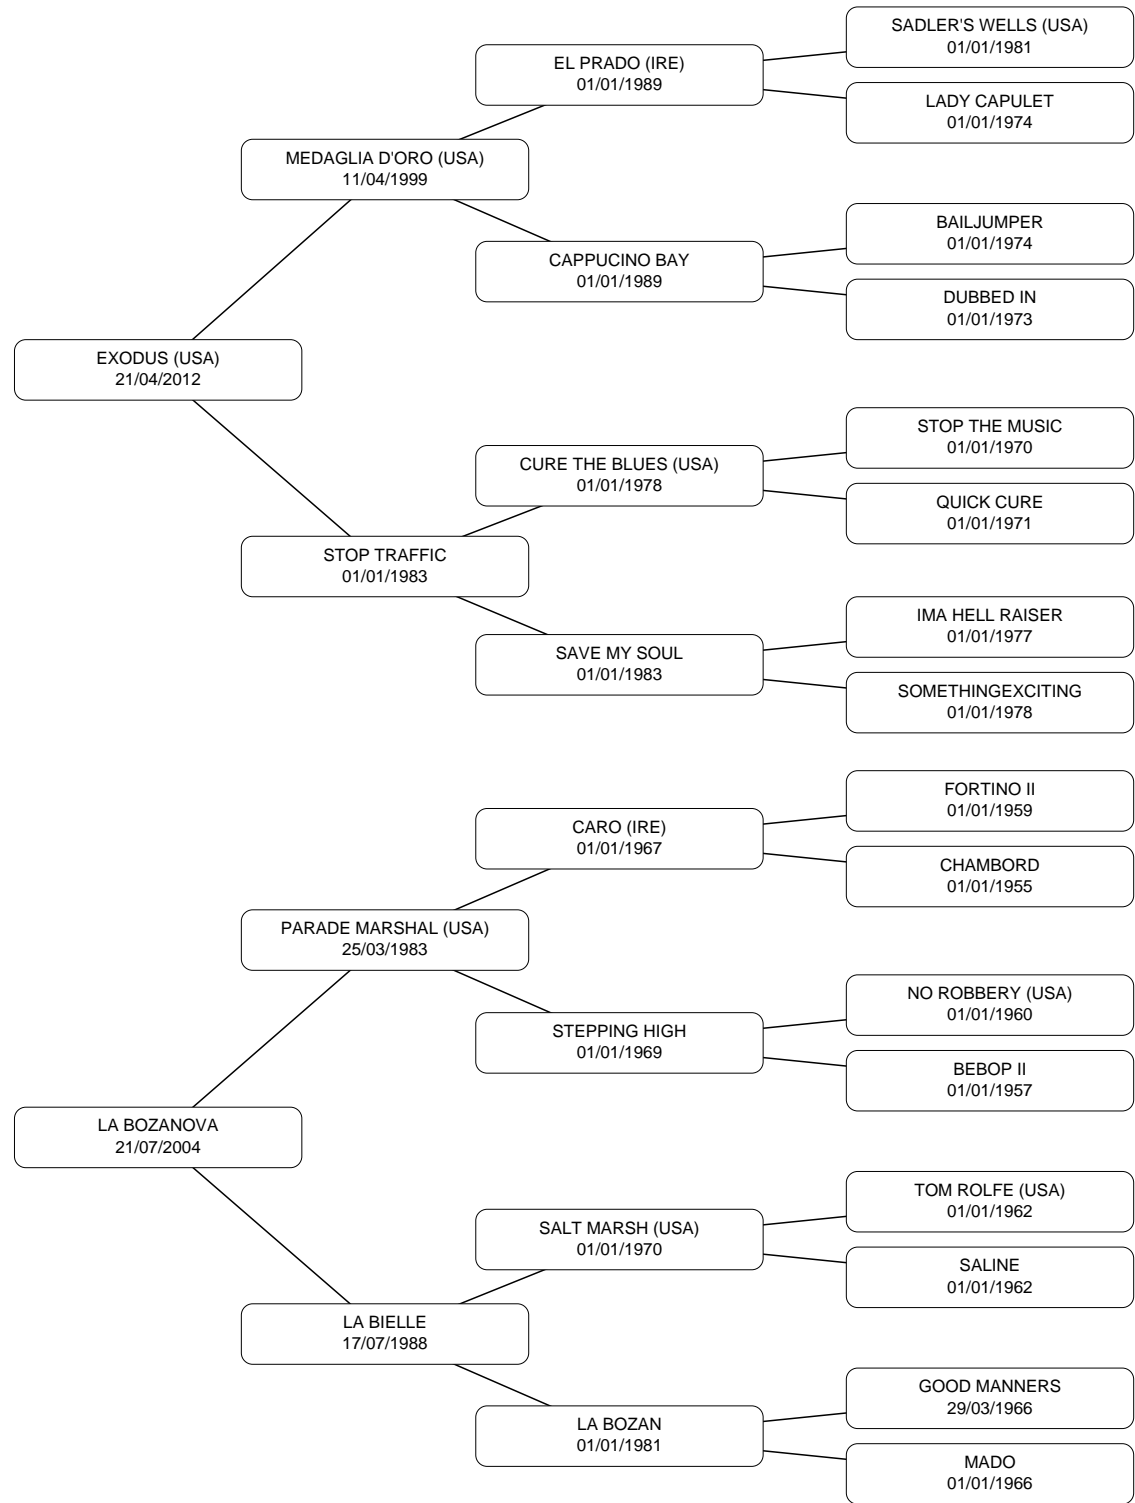 SADLER'S WELLS (USA)
01/01/1981
EL PRADO (IRE)
01/01/1989
LADY CAPULET
01/01/1974
MEDAGLIA D'ORO (USA)
11/04/1999
BAILJUMPER
01/01/1974
CAPPUCINO BAY
01/01/1989
DUBBED IN
01/01/1973
EXODUS (USA)
21/04/2012
STOP THE MUSIC
01/01/1970
CURE THE BLUES (USA)
01/01/1978
QUICK CURE
01/01/1971
STOP TRAFFIC
01/01/1983
IMA HELL RAISER
01/01/1977
SAVE MY SOUL
01/01/1983
SOMETHINGEXCITING
01/01/1978
FORTINO II
01/01/1959
CARO (IRE)
01/01/1967
CHAMBORD
01/01/1955
PARADE MARSHAL (USA)
25/03/1983
NO ROBBERY (USA)
01/01/1960
STEPPING HIGH
01/01/1969
BEBOP II
01/01/1957
LA BOZANOVA
21/07/2004
TOM ROLFE (USA)
01/01/1962
SALT MARSH (USA)
01/01/1970
SALINE
01/01/1962
LA BIELLE
17/07/1988
GOOD MANNERS
29/03/1966
LA BOZAN
01/01/1981
MADO
01/01/1966